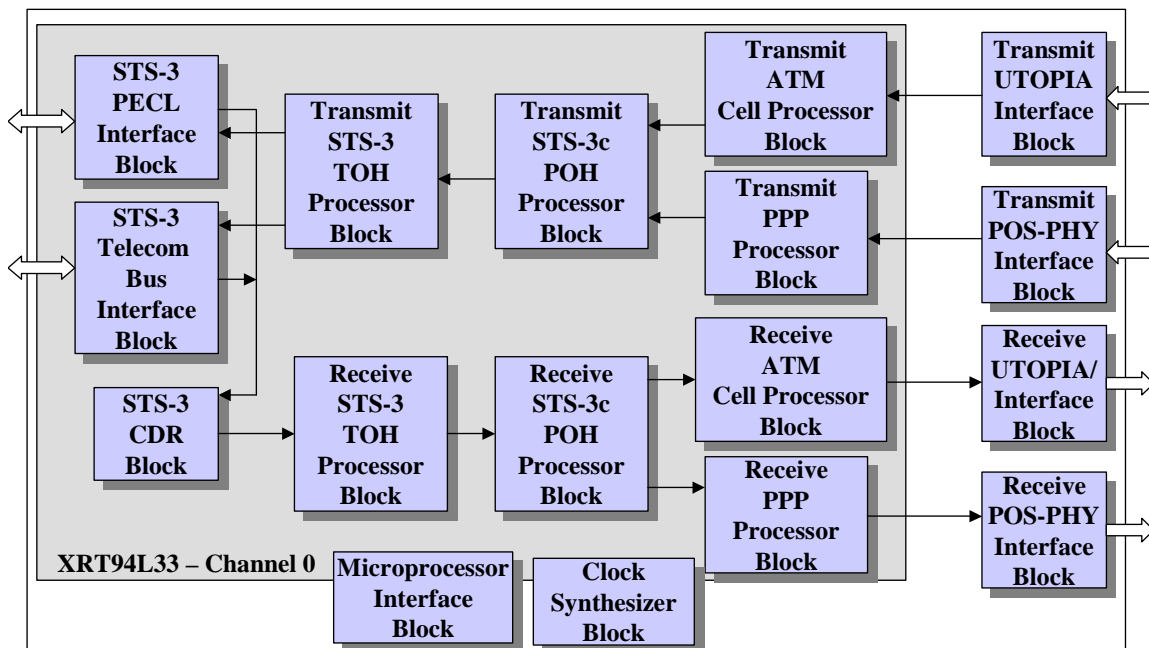 STS-3
PECL
Interface
Block
Transmit
STS-3
TOH
Processor
Block
Transmit
STS-3c
POH
Processor
Block
Transmit
ATM
Cell Processor
Block
Transmit
UTOPIA
Interface
Block
STS-3
Telecom
Bus
Interface
Block
Transmit
PPP
Processor
Block
Transmit
POS-PHY
Interface
Block
STS-3
CDR
Block
Receive
STS-3
TOH
Processor
Block
Receive
STS-3c
POH
Processor
Block
Receive
ATM
Cell Processor
Block
Receive
UTOPIA/
Interface
Block
Receive
PPP
Processor
Block
Receive
POS-PHY
Interface
Block
XRT94L33 – Channel 0
Microprocessor
Interface
Block
Clock
Synthesizer
Block